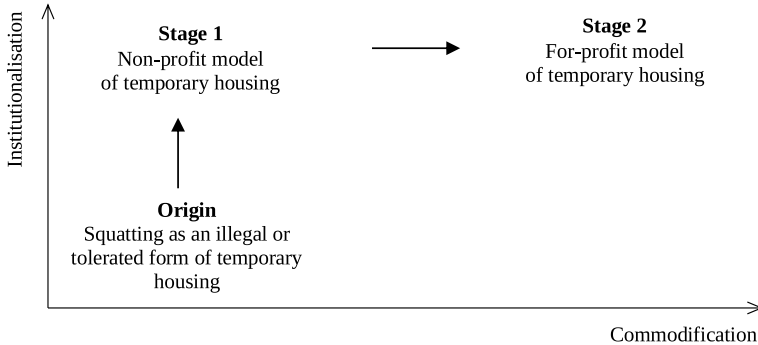 Institutionalisation
Stage 1
Non-profit model
of temporary housing
Stage 2
For-profit model
of temporary housing
Origin
Squatting as an illegal or
tolerated form of temporary
housing
Commodification